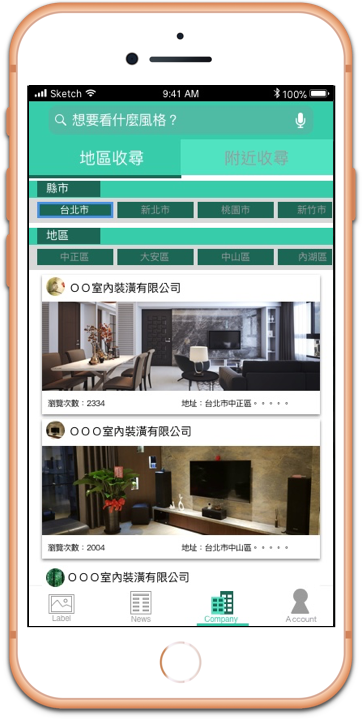 Sketch 9:41 AM 100%
想要看什麼風格？
地區收尋 附近收尋
縣市
台北市 新北市 桃園市 新竹市
地區
中正區 大安區 中山區 內湖區
ＯＯ室內裝潢有限公司
瀏覽次數：2334 地址：台北市中正區。。。。。
ＯＯＯ室內裝潢有限公司
瀏覽次數：2004 地址：台北市中山區。。。。。
ＯＯＯ室內裝潢有限公司
Label News Company Account